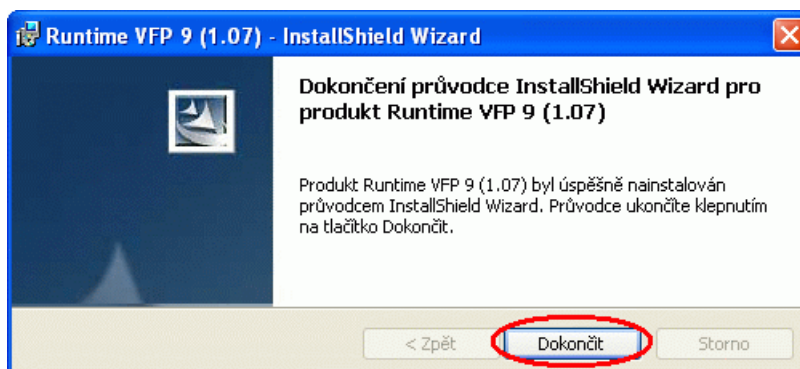 Runtime VFP 9 (1.07) - InstallShield Wizard
Dokončení průvodce InstallShield Wizard pro
produkt Runtime VFP 9 (1.07)
Produkt Runtime VFP 9 (1.07) byl úspěšně nainstalován
průvodcem InstallShield Wizard. Průvodce ukončíte klepnutím
na tlačítko Dokončit.
< Zpět Dokončit Storno